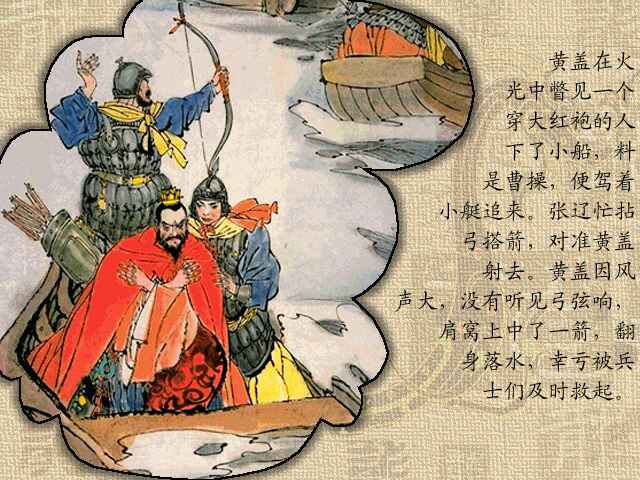 黄盖在火
光中瞥见一个
穿大红袍的人
下了小船，料
是曹操，便驾着
小艇追来。张辽忙拈
弓搭箭，对准黄盖
射去。黄盖因风
声大，没有听见弓弦响，
肩窝上中了一箭，翻
身落水，幸亏被兵
士们及时救起。